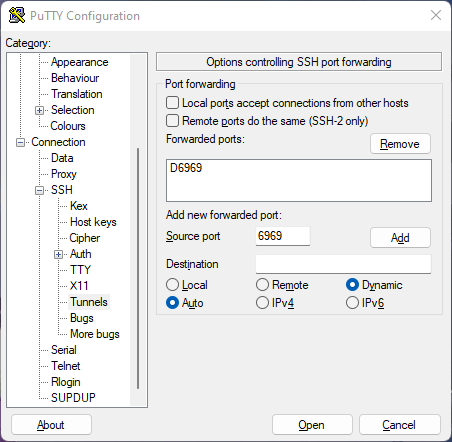 PuTTY Configuration
Category:
Appearance
Behaviour
Translation
Selection
Colours
Connection
Data
Proxy
SSH
Kex
Host keys
Cipher
Auth
TTY
X11
Tunnels
Bugs
More bugs
Serial
Telnet
Rlogin
SUPDUP
Options controlling SSH port forwarding
Port forwarding
Local ports accept connections from other hosts
Remote ports do the same (SSH-2 only)
Forwarded ports:
Remove
D6969
Add new forwarded port:
Source port 6969 Add
Destination
Local Remote Dynamic
Auto IPv4 IPv6
About Open Cancel